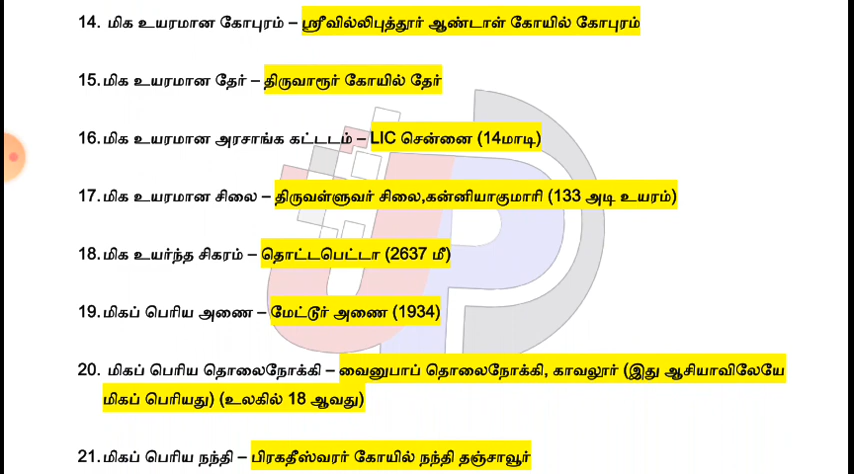 14. மிக உயரமான கோபுரம் – ஸ்ரீவில்லிபுத்தூர் ஆண்டாள் கோயில் கோபுரம்
15. மிக உயரமான தேர் – திருவாரூர் கோயில் தேர்
16. மிக உயரமான அரசாங்க கட்டடம் – LIC சென்னை (14மாடி)
17. மிக உயரமான சிலை – திருவள்ளுவர் சிலை,கன்னியாகுமாரி (133 அடி உயரம்)
18. மிக உயர்ந்த சிகரம் – தொட்டபெட்டா (2637 மீ)
19. மிகப் பெரிய அணை – மேட்டூர் அணை (1934)
20. மிகப் பெரிய தொலைநோக்கி – வைனுபாப் தொலைநோக்கி, காவலூர் (இது ஆசியாவிலேயே
மிகப் பெரியது) (உலகில் 18 ஆவது)
21. மிகப் பெரிய நந்தி – பிரகதீஸ்வரர் கோயில் நந்தி தஞ்சாவூர்